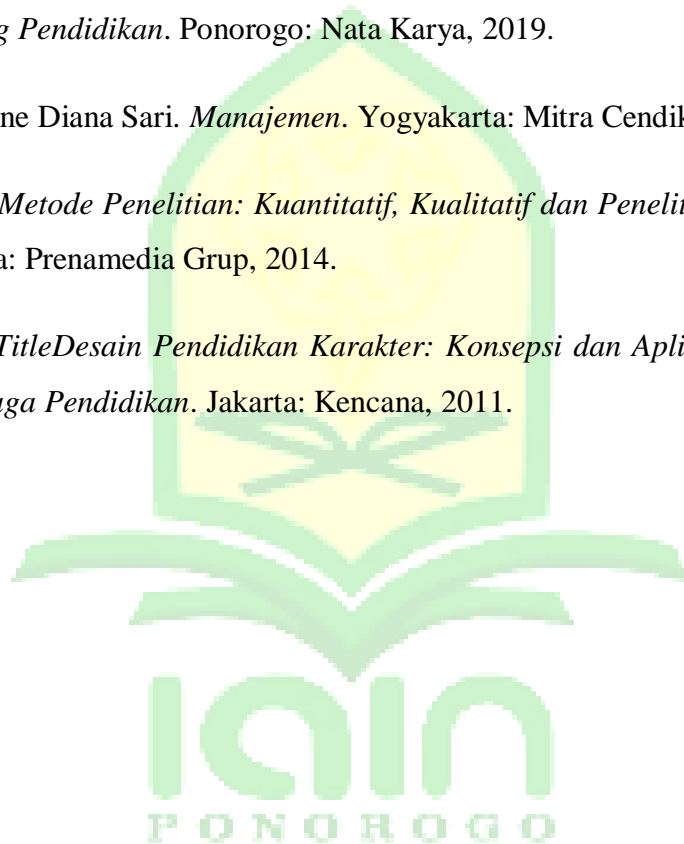 g Pendidikan. Ponorogo: Nata Karya, 2019.
ne Diana Sari. Manajemen. Yogyakarta: Mitra Cendik
Metode Penelitian: Kuantitatif, Kualitatif dan Penelit
a: Prenamedia Grup, 2014.
TitleDesain Pendidikan Karakter: Konsepsi dan Apli
ga Pendidikan. Jakarta: Kencana, 2011.
iain
PONOROGO